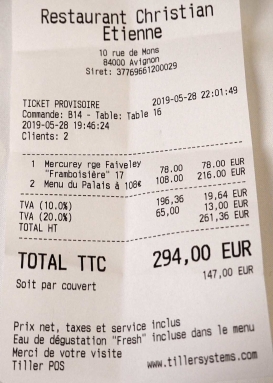 Restaurant Christian
Etienne
10 rue de Mons
84000 Avignon
Siret: 37769661200029
TICKET PROVISOIRE 2019-05-28 22:01:49
Commande: B14 - Table: Table 16
2019-05-28 19:46:24
Clients: 2
1 Mercurey rge Faiveley 78.00 78.00 EUR
"Framboisière" 17
2 Menu du Palais à 108€ 108.00 216.00 EUR
TVA (10.0%) 196,36 19,64 EUR
TVA (20.0%) 65,00 13,00 EUR
TOTAL HT 261,36 EUR
TOTAL TTC 294,00 EUR
Soit par couvert 147,00 EUR
Prix net, taxes et service inclus
Eau de dégustation "Fresh" incluse dans le menu
Merci de votre visite
Tiller POS www.tillersystems.com